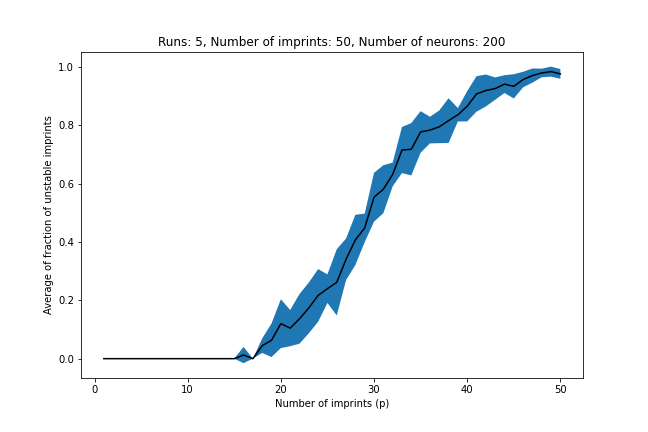 Runs: 5, Number of imprints: 50, Number of neurons: 200
1.0
0.8
0.6
0.4
0.2
0.0
Average of fraction of unstable imprints
0 10 20 30 40 50
Number of imprints (p)